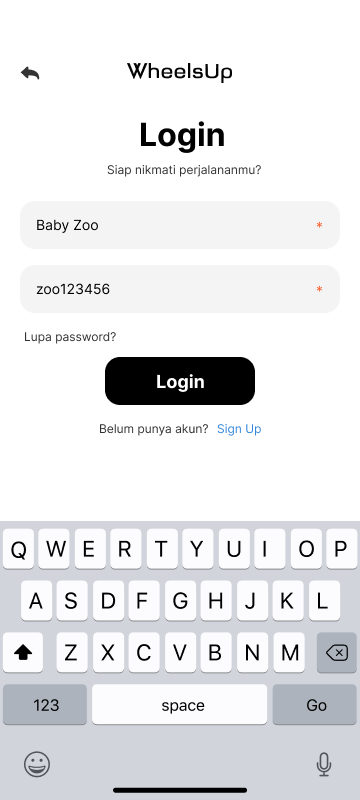 WheelsUp
Login
Siap nikmati perjalananmu?
Baby Zoo *
zoo123456 *
Lupa password?
Login
Belum punya akun? Sign Up
Q W E R T Y U I O P
A S D F G H J K L
Z X C V B N M
123 space Go